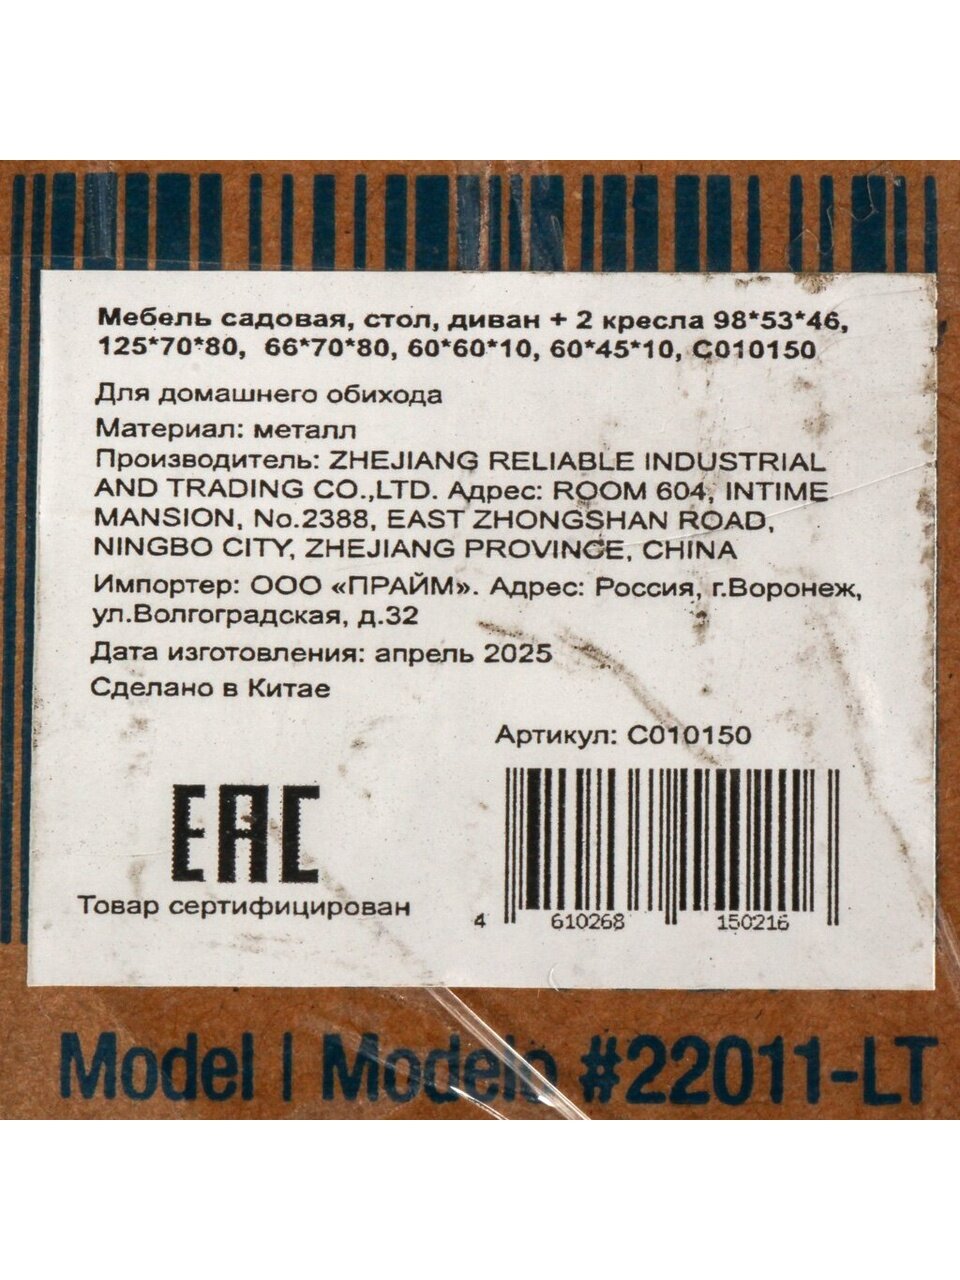 Мебель садовая, стол, диван + 2 кресла 98*53*46,
125*70*80, 66*70*80, 60*60*10, 60*45*10, С010150
Для домашнего обихода
Материал: металл
Производитель: ZHEJIANG RELIABLE INDUSTRIAL
AND TRADING CO.,LTD. Адрес: ROOM 604, INTIME
MANSION, No.2388, EAST ZHONGSHAN ROAD,
NINGBO CITY, ZHEJIANG PROVINCE, CHINA
Импортер: ООО «ПРАЙМ». Адрес: Россия, г.Воронеж,
ул.Волгоградская, д.32
Дата изготовления: апрель 2025
Сделано в Китае
Артикул: С010150
EAC
Товар сертифицирован
4 610268 150216
Model | Modelo #22011-LT